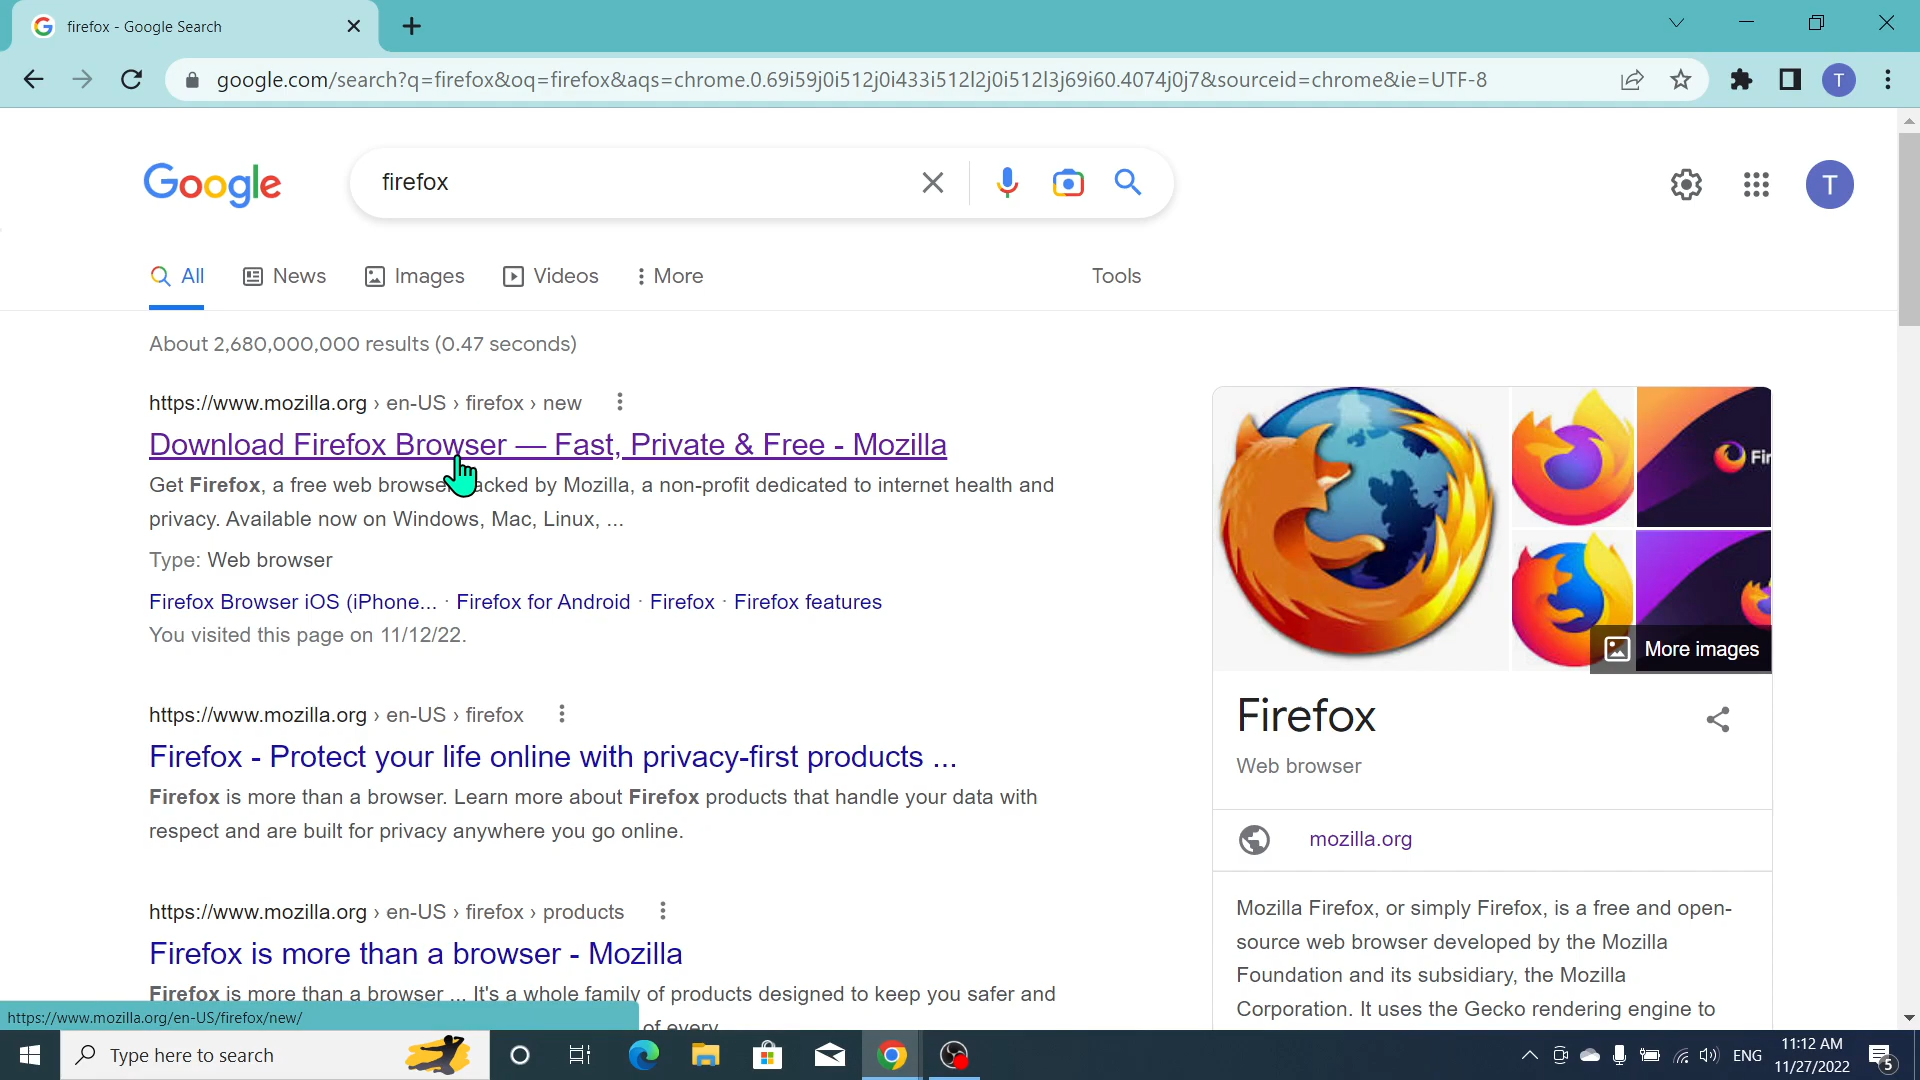 firefox - Google Search
google.com/search?q=firefox&oq=firefox&aqs=chrome.0.69i59j0i512j0i433i512l2j0i512l3j69i60.4074j0j7&sourceid=chrome&ie=UTF-8
T
Google
firefox
T
All
News
Images
Videos
More
Tools
About 2,680,000,000 results (0.47 seconds)
https://www.mozilla.org › en-US › firefox › new
Download Firefox Browser — Fast, Private & Free - Mozilla
Get Firefox, a free web browser backed by Mozilla, a non-profit dedicated to internet health and
privacy. Available now on Windows, Mac, Linux, ...
Type: Web browser
Firefox Browser iOS (iPhone... · Firefox for Android · Firefox · Firefox features
You visited this page on 11/12/22.
https://www.mozilla.org › en-US › firefox
Firefox - Protect your life online with privacy-first products ...
Firefox is more than a browser. Learn more about Firefox products that handle your data with
respect and are built for privacy anywhere you go online.
https://www.mozilla.org › en-US › firefox › products
Firefox is more than a browser - Mozilla
Firefox is more than a browser ... It's a whole family of products designed to keep you safer and
of every
Fir
More images
Firefox
Web browser
mozilla.org
Mozilla Firefox, or simply Firefox, is a free and open-
source web browser developed by the Mozilla
Foundation and its subsidiary, the Mozilla
Corporation. It uses the Gecko rendering engine to
https://www.mozilla.org/en-US/firefox/new/
Type here to search
ENG
11:12 AM
11/27/2022
5